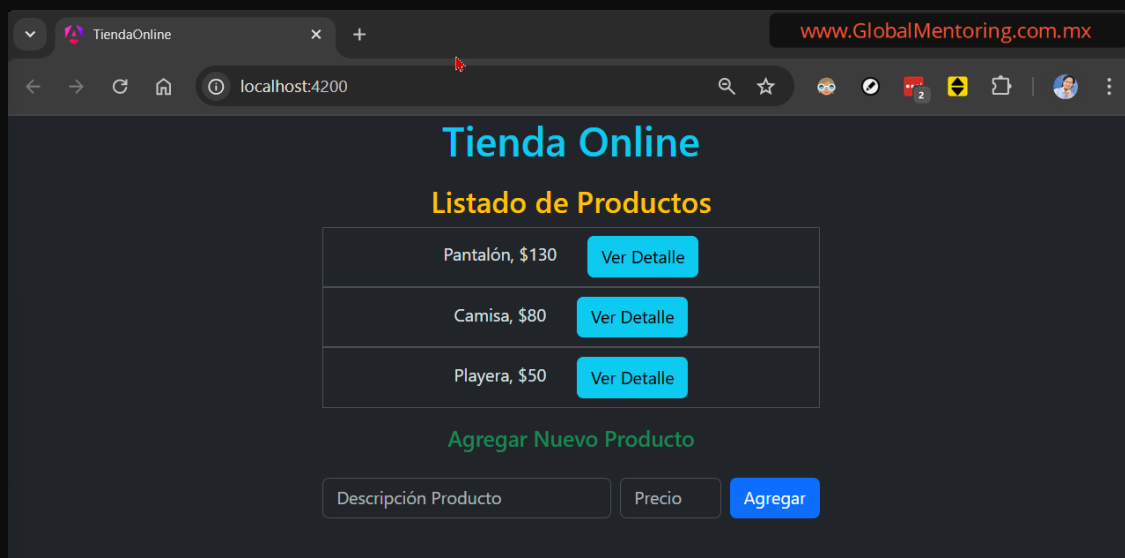 TiendaOnline
www.GlobalMentoring.com.mx
localhost:4200
2
Tienda Online
Listado de Productos
Pantalón, $130 Ver Detalle
Camisa, $80 Ver Detalle
Playera, $50 Ver Detalle
Agregar Nuevo Producto
Descripción Producto Precio Agregar